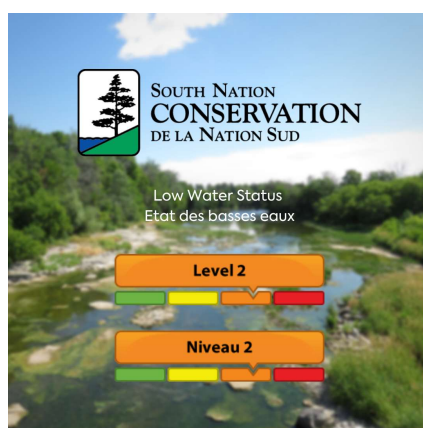 SOUTH NATION
CONSERVATION
DE LA NATION SUD
Low Water Status
Etat des basses eaux
Level 2
Niveau 2